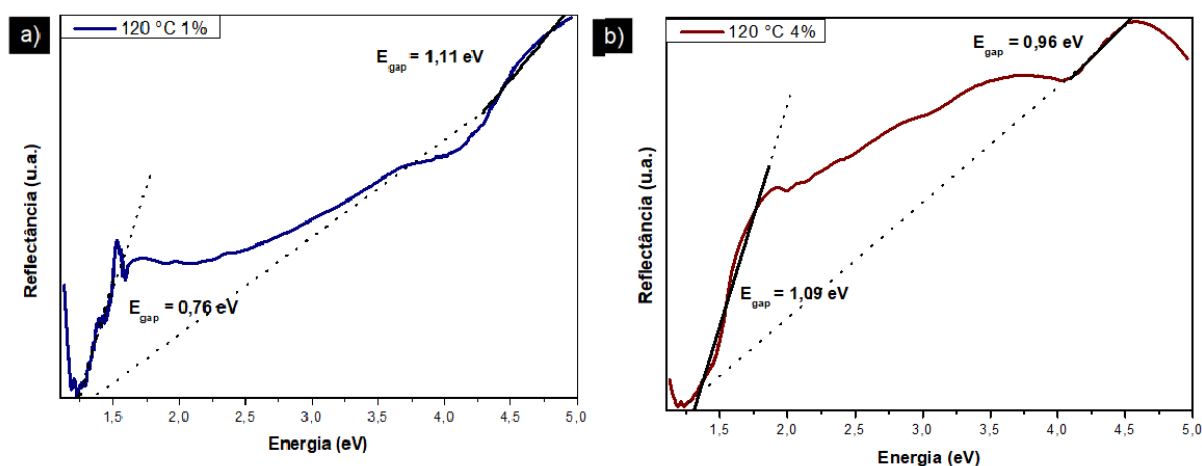 a)
120 °C 1%
E_gap = 1,11 eV
E_gap = 0,76 eV
Reflectância (u.a.)
1,5 2,0 2,5 3,0 3,5 4,0 4,5 5,0
Energia (eV)
b)
120 °C 4%
E_gap = 0,96 eV
E_gap = 1,09 eV
Reflectância (u.a.)
1,5 2,0 2,5 3,0 3,5 4,0 4,5 5,0
Energia (eV)